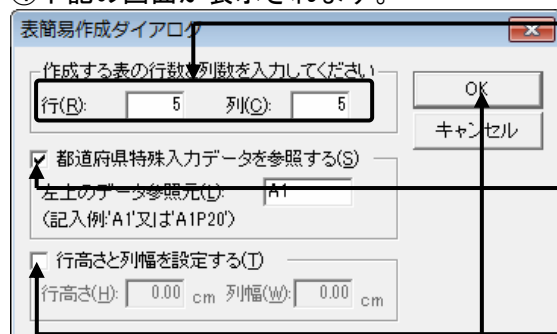 ①下記の画面が表示されます。
表簡易作成ダイアログ
作成する表の行数と列数を入力してください
行(R): 5 列(C): 5
OK
キャンセル
都道府県特殊入力データを参照する(S)
左上のデータ参照元(L): A1
(記入例:'A1'又は'A1P20')
行高さと列幅を設定する(T)
行高さ(H): 0.00 cm 列幅(W): 0.00 cm